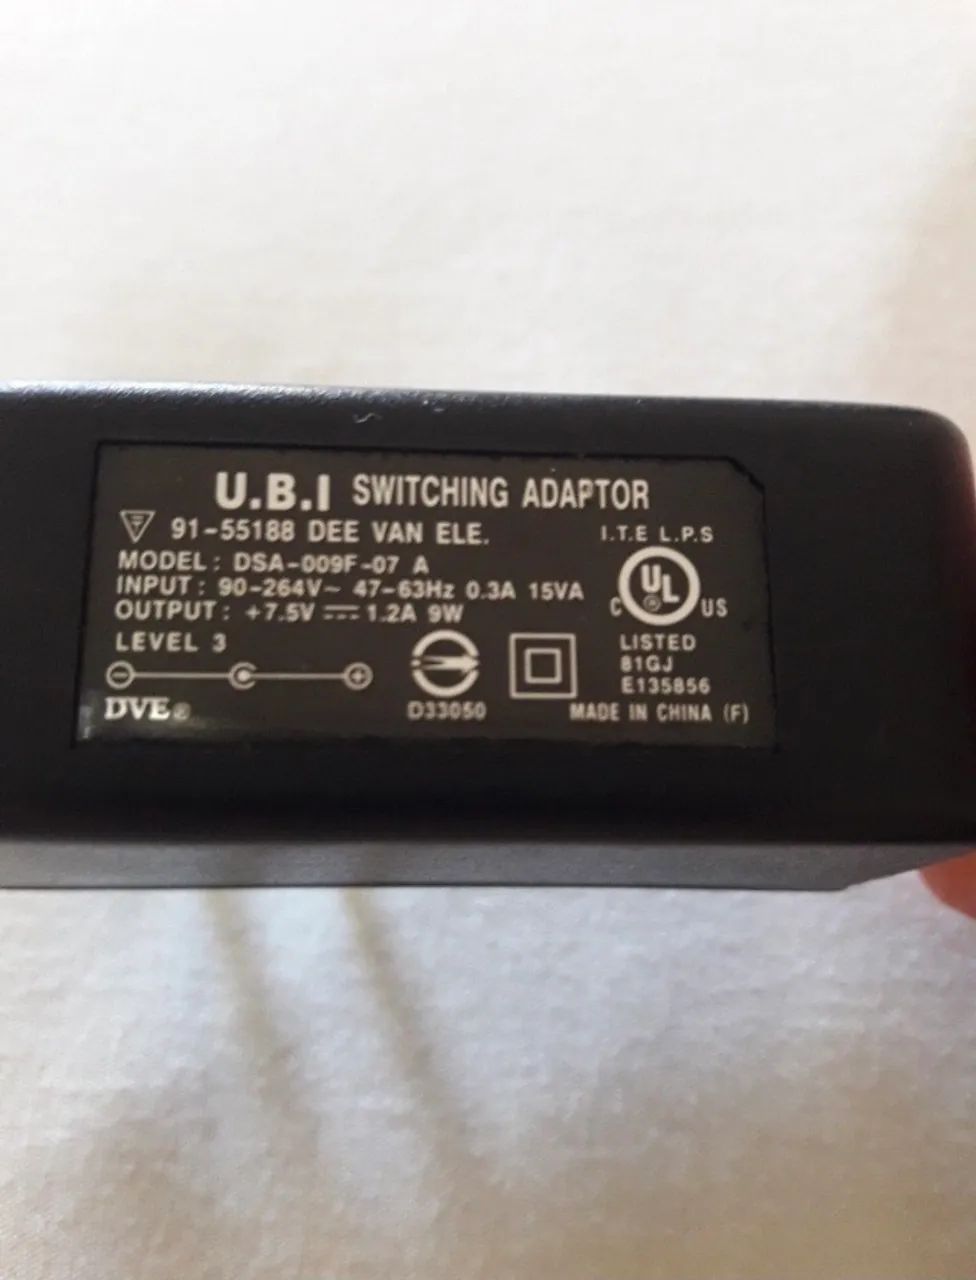 U.B.I SWITCHING ADAPTOR
91-55188 DEE VAN ELE.
I.T.E L.P.S
MODEL: DSA-009F-07 A
INPUT: 90-264V~ 47-63Hz 0.3A 15VA
OUTPUT: +7.5V ⎓ 1.2A 9W
C UL US
LEVEL 3
LISTED
81GJ
E135856
DVE®
D33050
MADE IN CHINA (F)